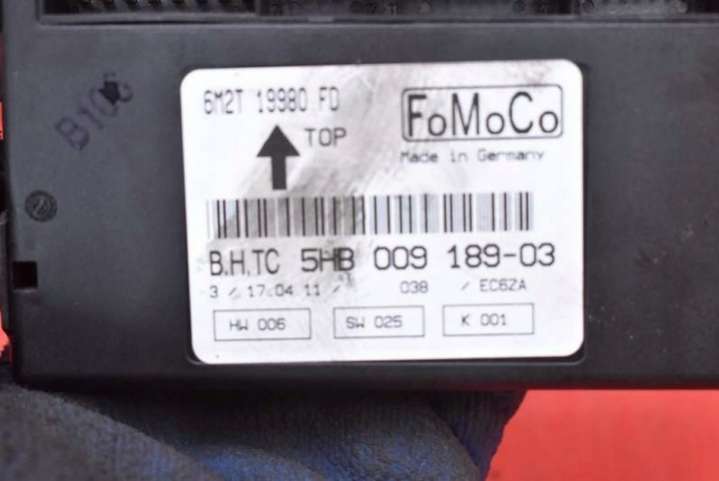 6M2T 19980 FD
FoMoCo
TOP
Made in Germany
B.H.TC 5HB 009 189-03
3 / 17.04 11 / 038 / EC6ZA
HW 006 SW 025 K 001